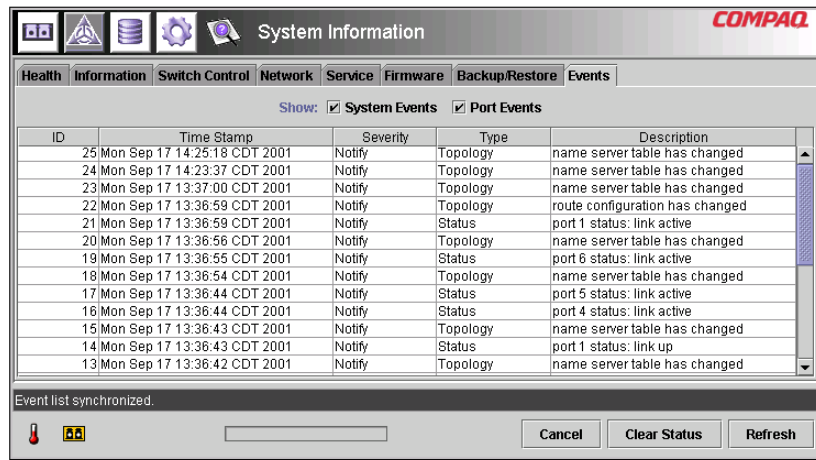 System Information
COMPAQ
Health Information Switch Control Network Service Firmware Backup/Restore Events
Show: System Events Port Events
ID Time Stamp Severity Type Description
25 Mon Sep 17 14:25:18 CDT 2001 Notify Topology name server table has changed
24 Mon Sep 17 14:23:37 CDT 2001 Notify Topology name server table has changed
23 Mon Sep 17 13:37:00 CDT 2001 Notify Topology name server table has changed
22 Mon Sep 17 13:36:59 CDT 2001 Notify Topology route configuration has changed
21 Mon Sep 17 13:36:59 CDT 2001 Notify Status port 1 status: link active
20 Mon Sep 17 13:36:56 CDT 2001 Notify Topology name server table has changed
19 Mon Sep 17 13:36:55 CDT 2001 Notify Status port 6 status: link active
18 Mon Sep 17 13:36:54 CDT 2001 Notify Topology name server table has changed
17 Mon Sep 17 13:36:44 CDT 2001 Notify Status port 5 status: link active
16 Mon Sep 17 13:36:44 CDT 2001 Notify Status port 4 status: link active
15 Mon Sep 17 13:36:43 CDT 2001 Notify Topology name server table has changed
14 Mon Sep 17 13:36:43 CDT 2001 Notify Status port 1 status: link up
13 Mon Sep 17 13:36:42 CDT 2001 Notify Topology name server table has changed
Event list synchronized.
Cancel Clear Status Refresh